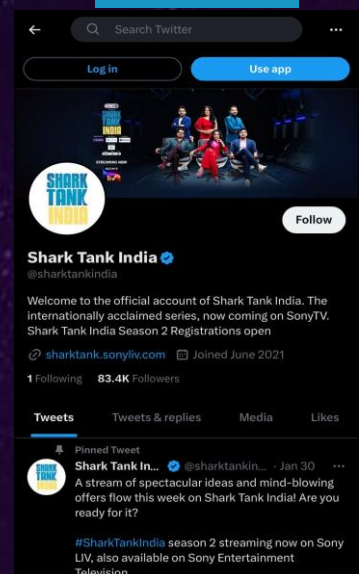 Search Twitter
Log in
Use app
SHARK
TANK
INDIA
STREAMING NOW
SHARK
TANK
INDIA
Follow
Shark Tank India
@sharktankindia
Welcome to the official account of Shark Tank India. The
internationally acclaimed series, now coming on SonyTV.
Shark Tank India Season 2 Registrations open
sharktank.sonyliv.com Joined June 2021
1 Following 83.4K Followers
Tweets Tweets & replies Media Likes
Pinned Tweet
Shark Tank In... @sharktankin... · Jan 30
A stream of spectacular ideas and mind-blowing
offers flow this week on Shark Tank India! Are you
ready for it?
#SharkTankIndia season 2 streaming now on Sony
LIV, also available on Sony Entertainment
Television